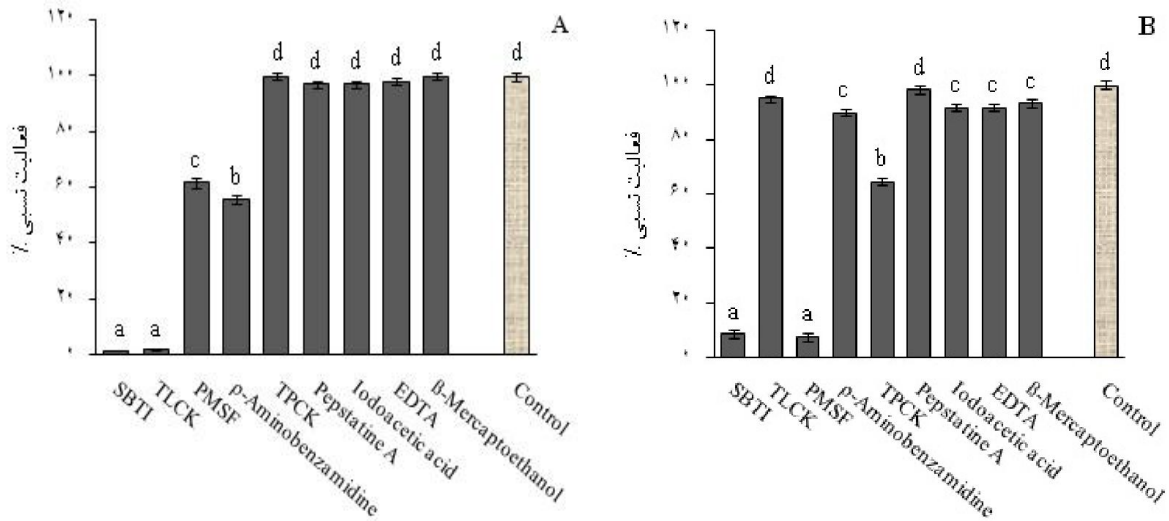 A
۱۲۰
۱۰۰
۸۰
۶۰
۴۰
۲۰
۰
فعالیت نسبی ٪
a
a
c
b
d
d
d
d
d
d
SBTI
TLCK
PMSF
ρ-Aminobenzamidine
TPCK
Pepstatine A
Iodoacetic acid
EDTA
ß-Mercaptoethanol
Control
B
۱۲۰
۱۰۰
۸۰
۶۰
۴۰
۲۰
۰
فعالیت نسبی ٪
a
d
a
c
b
d
c
c
c
d
SBTI
TLCK
PMSF
ρ-Aminobenzamidine
TPCK
Pepstatine A
Iodoacetic acid
EDTA
ß-Mercaptoethanol
Control